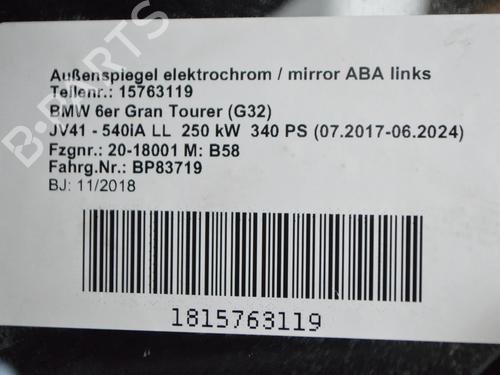 B-PARTS
Außenspiegel elektrochrom / mirror ABA links
Teilenr.: 15763119
BMW 6er Gran Tourer (G32)
JV41 - 540iA LL 250 kW 340 PS (07.2017-06.2024)
Fzgnr.: 20-18001 M: B58
Fahrg.Nr.: BP83719
BJ: 11/2018
1815763119